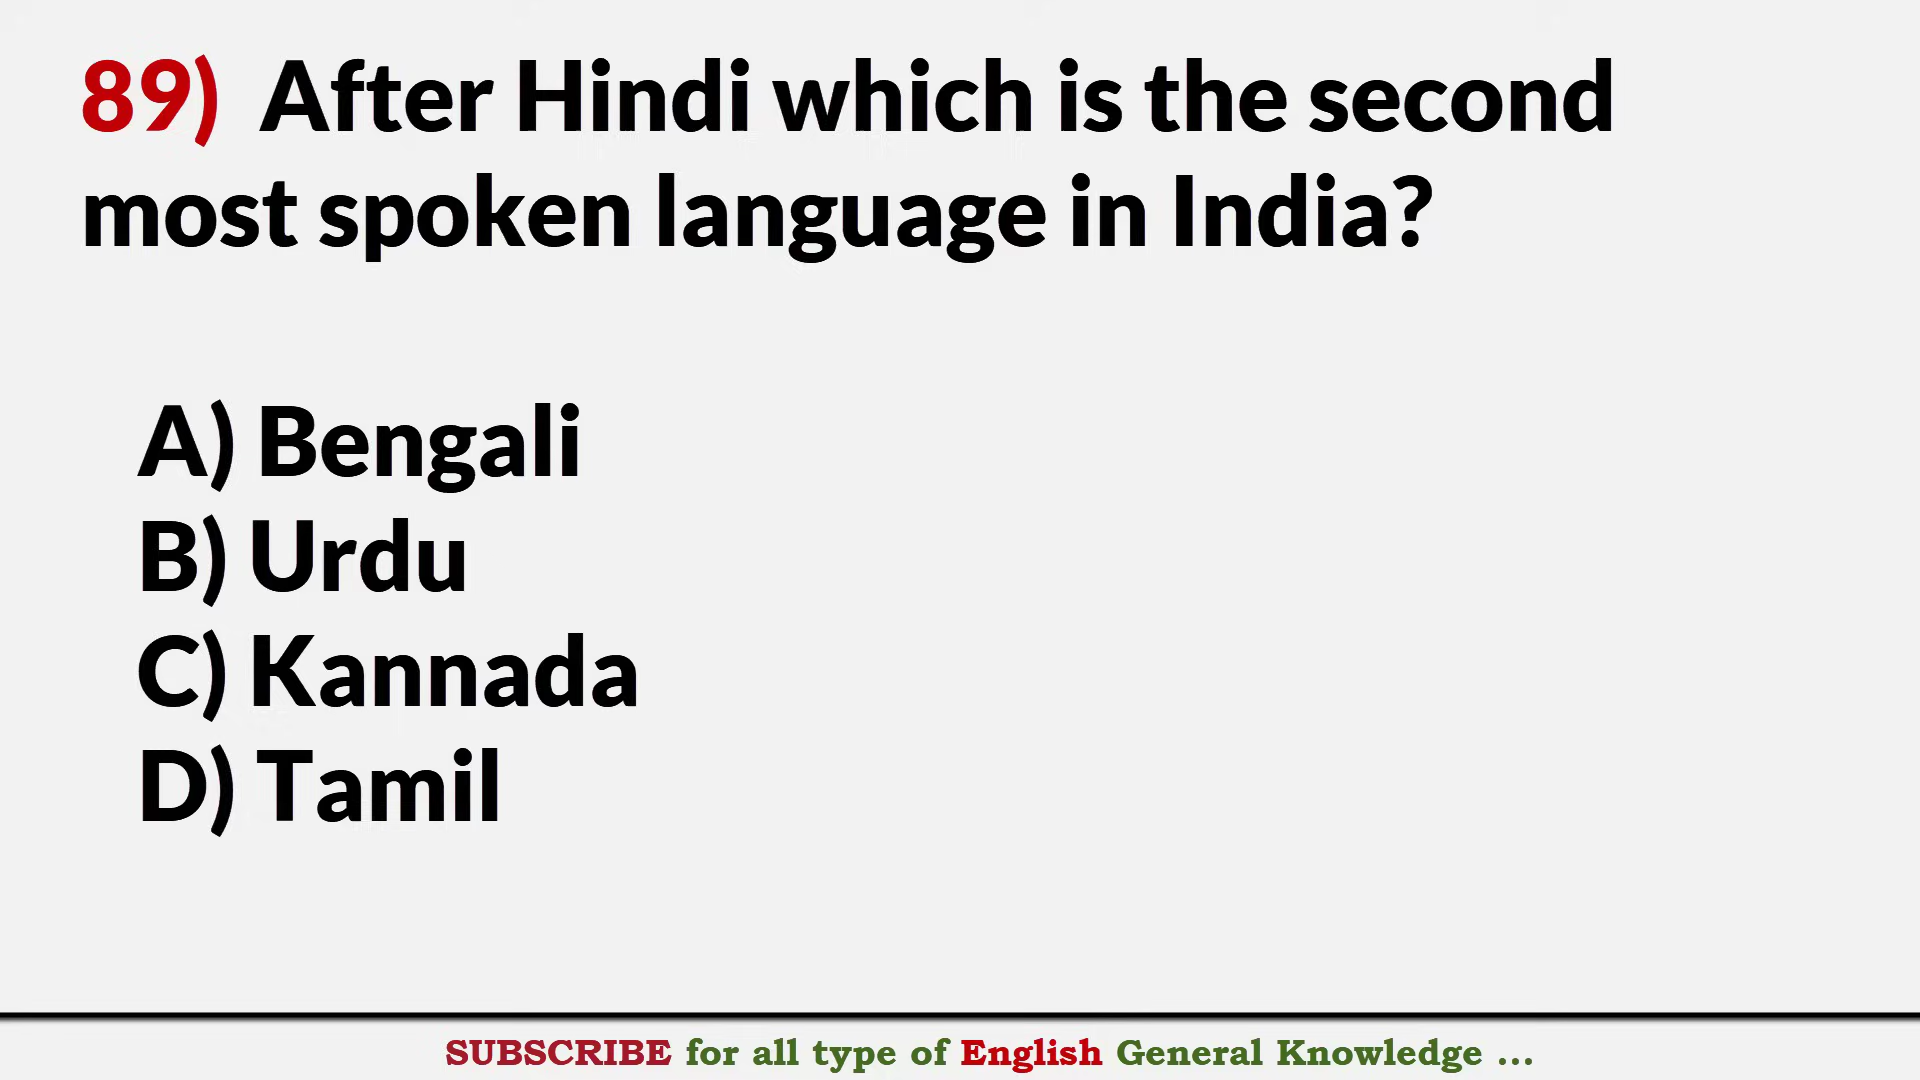 89) After Hindi which is the second
most spoken language in India?
A) Bengali
B) Urdu
C) Kannada
D) Tamil
SUBSCRIBE for all type of English General Knowledge ...